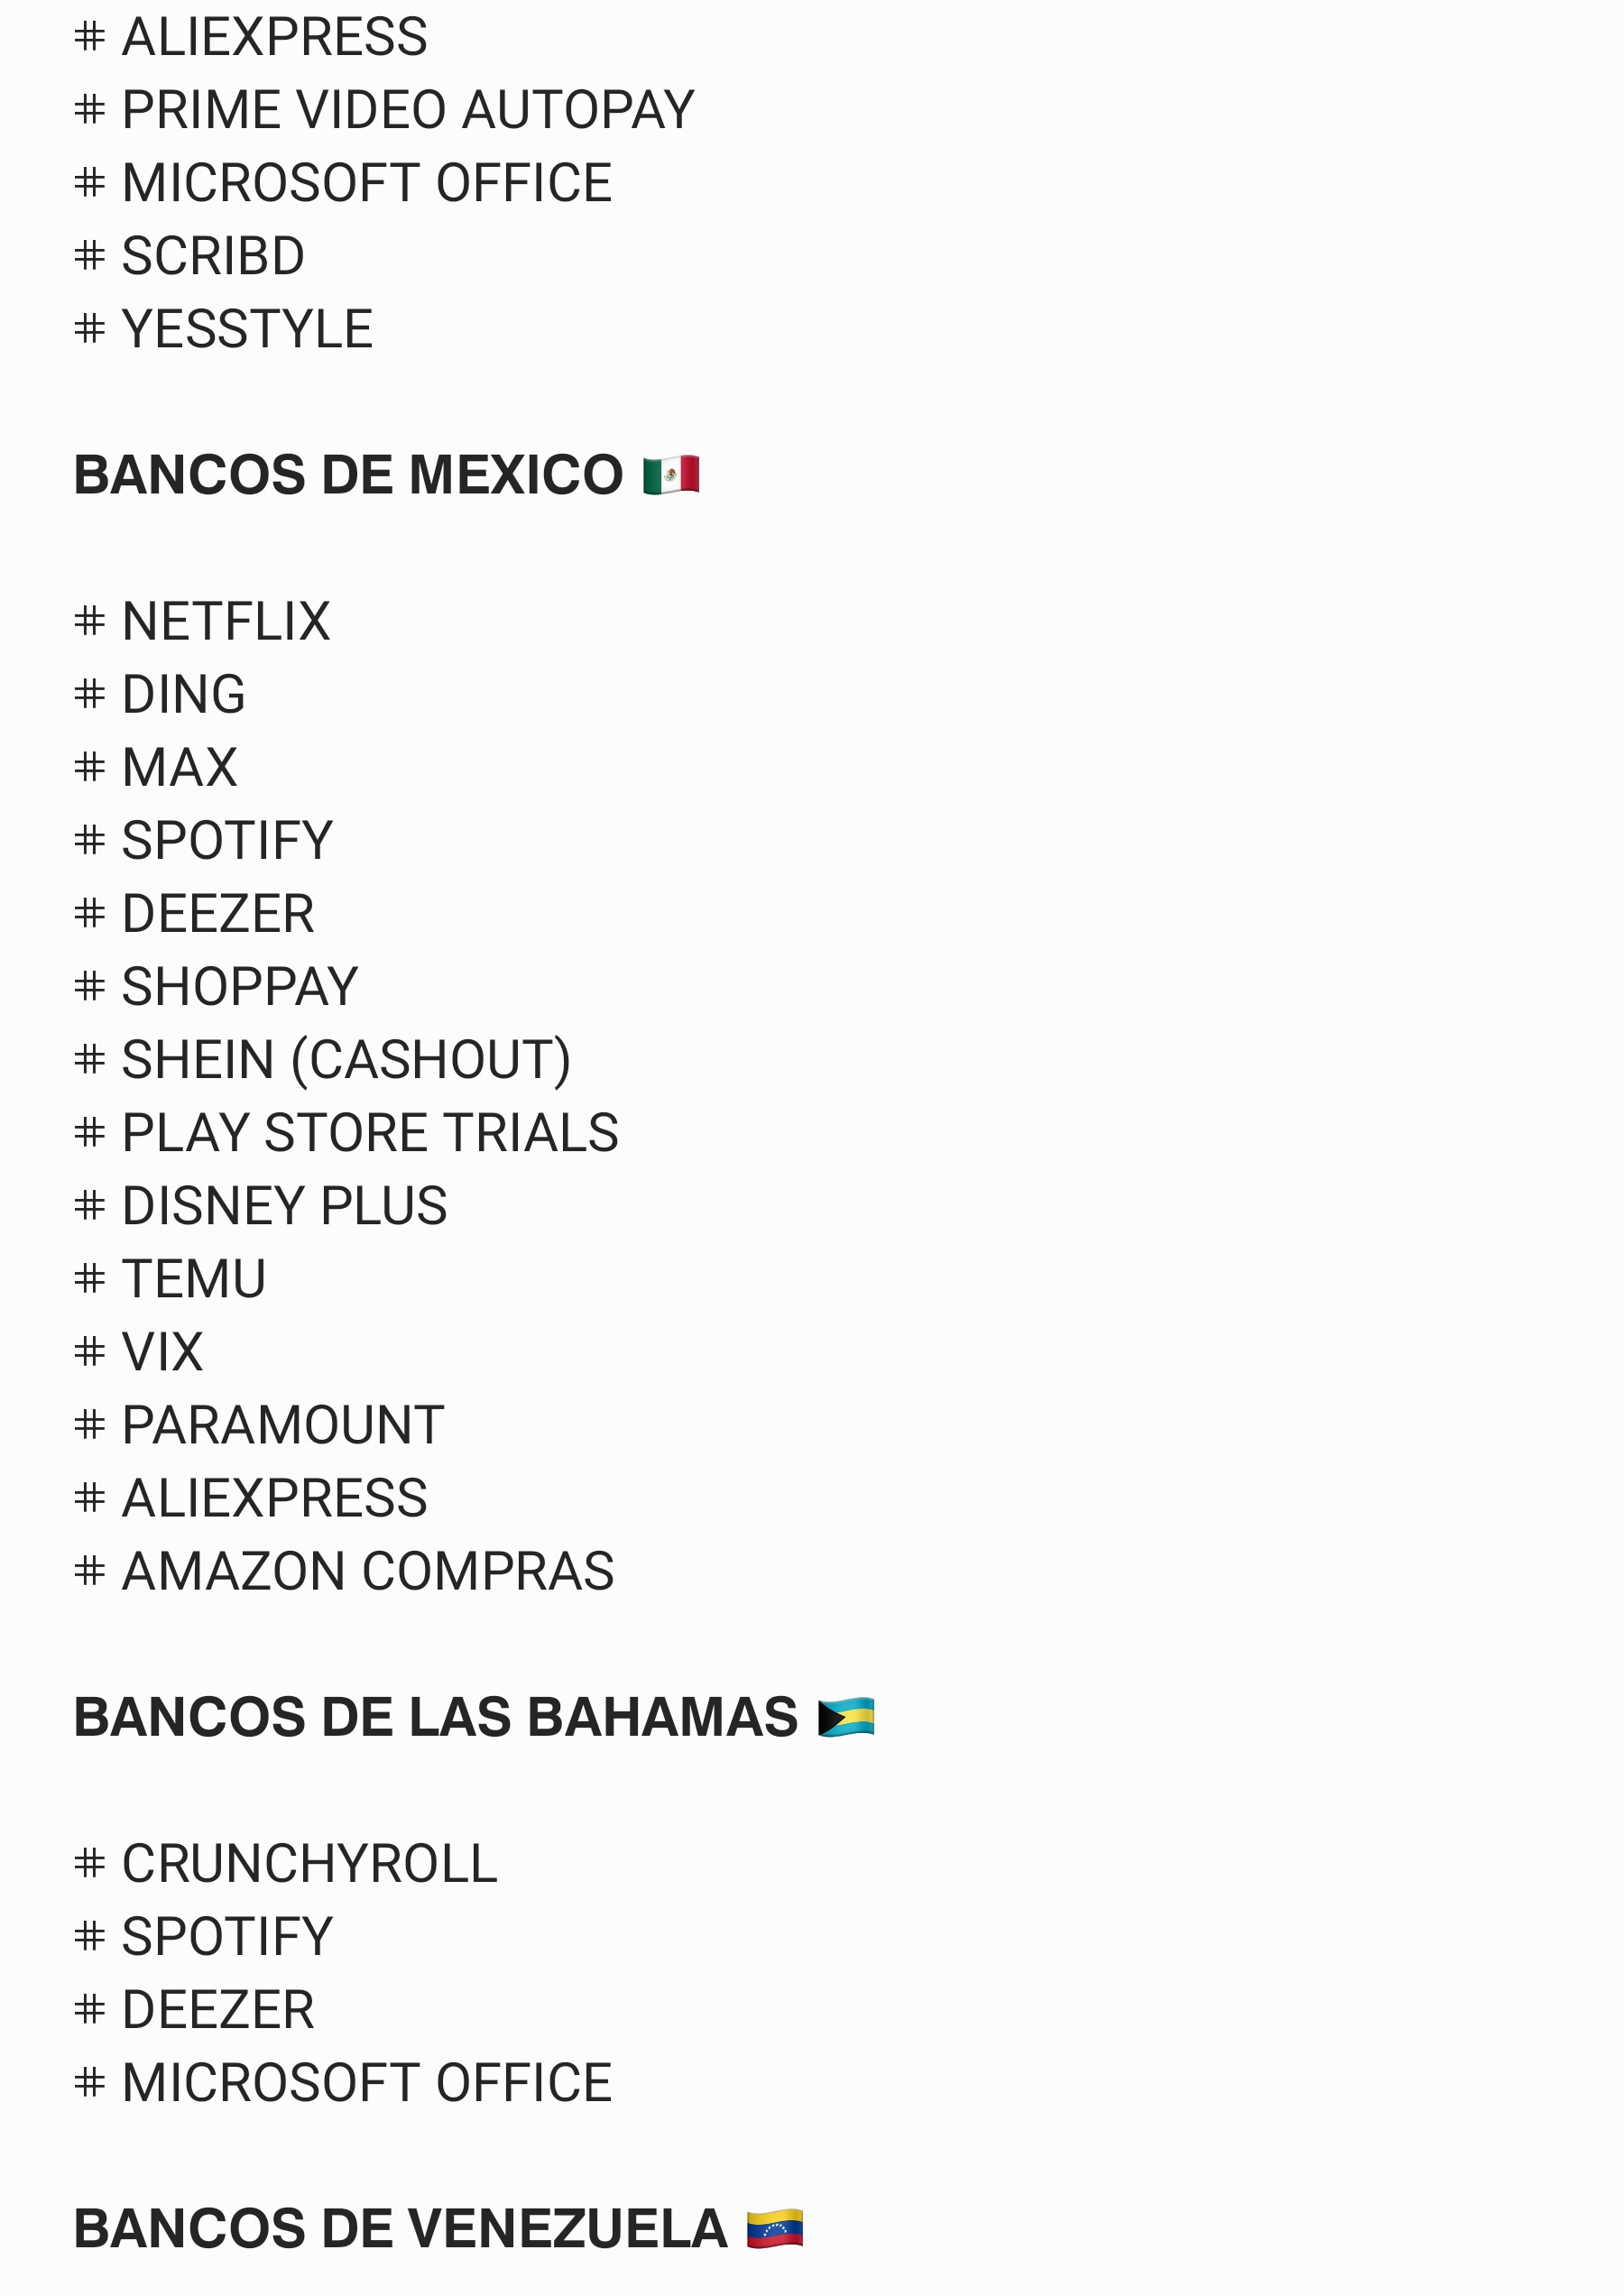 # ALIEXPRESS
# PRIME VIDEO AUTOPAY
# MICROSOFT OFFICE
# SCRIBD
# YESSTYLE
BANCOS DE MEXICO 🇲🇽
# NETFLIX
# DING
# MAX
# SPOTIFY
# DEEZER
# SHOPPAY
# SHEIN (CASHOUT)
# PLAY STORE TRIALS
# DISNEY PLUS
# TEMU
# VIX
# PARAMOUNT
# ALIEXPRESS
# AMAZON COMPRAS
BANCOS DE LAS BAHAMAS 🇧🇸
# CRUNCHYROLL
# SPOTIFY
# DEEZER
# MICROSOFT OFFICE
BANCOS DE VENEZUELA 🇻🇪